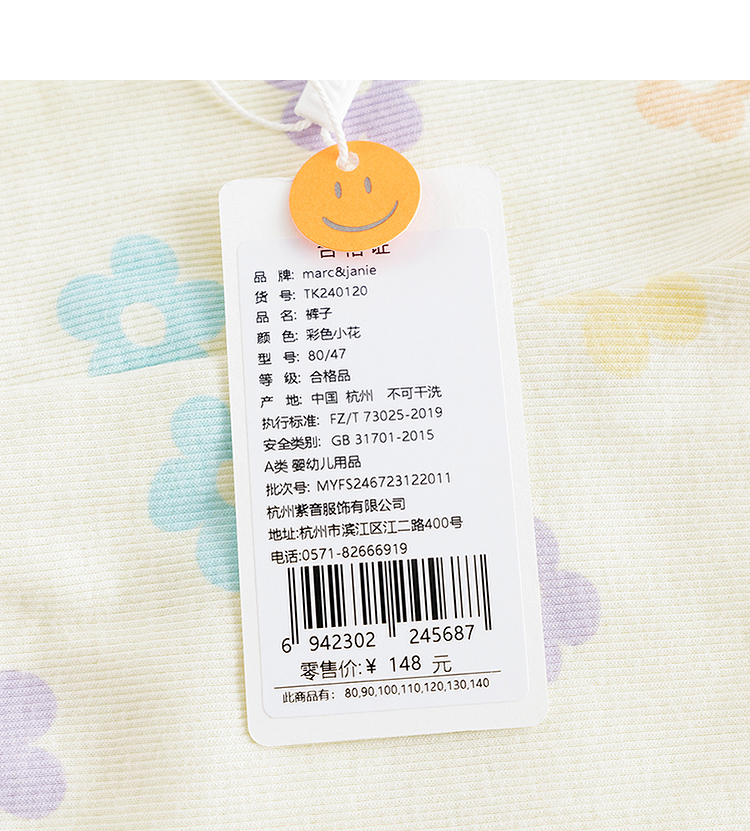 合格证
品 牌: marc&janie
货 号: TK240120
品 名: 裤子
颜 色: 彩色小花
型 号: 80/47
等 级: 合格品
产 地: 中国 杭州 不可干洗
执行标准: FZ/T 73025-2019
安全类别: GB 31701-2015
A类 婴幼儿用品
批次号: MYFS246723122011
杭州紫音服饰有限公司
地址:杭州市滨江区江二路400号
电话:0571-82666919
6 942302 245687
零售价:¥ 148 元
此商品有: 80,90,100,110,120,130,140